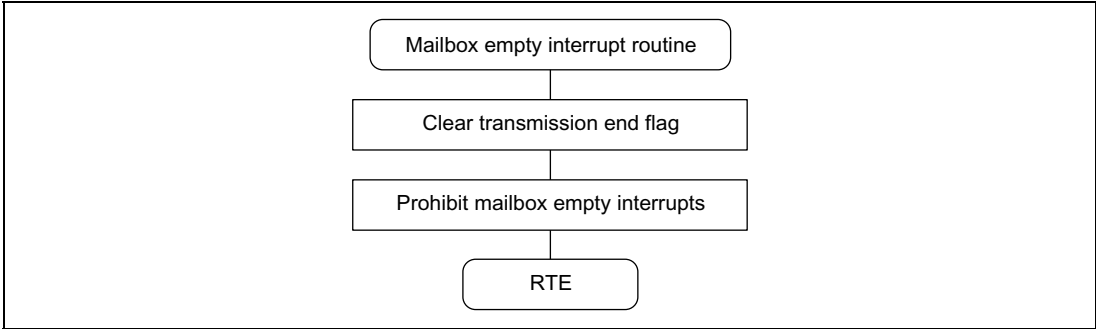 Mailbox empty interrupt routine
Clear transmission end flag
Prohibit mailbox empty interrupts
RTE